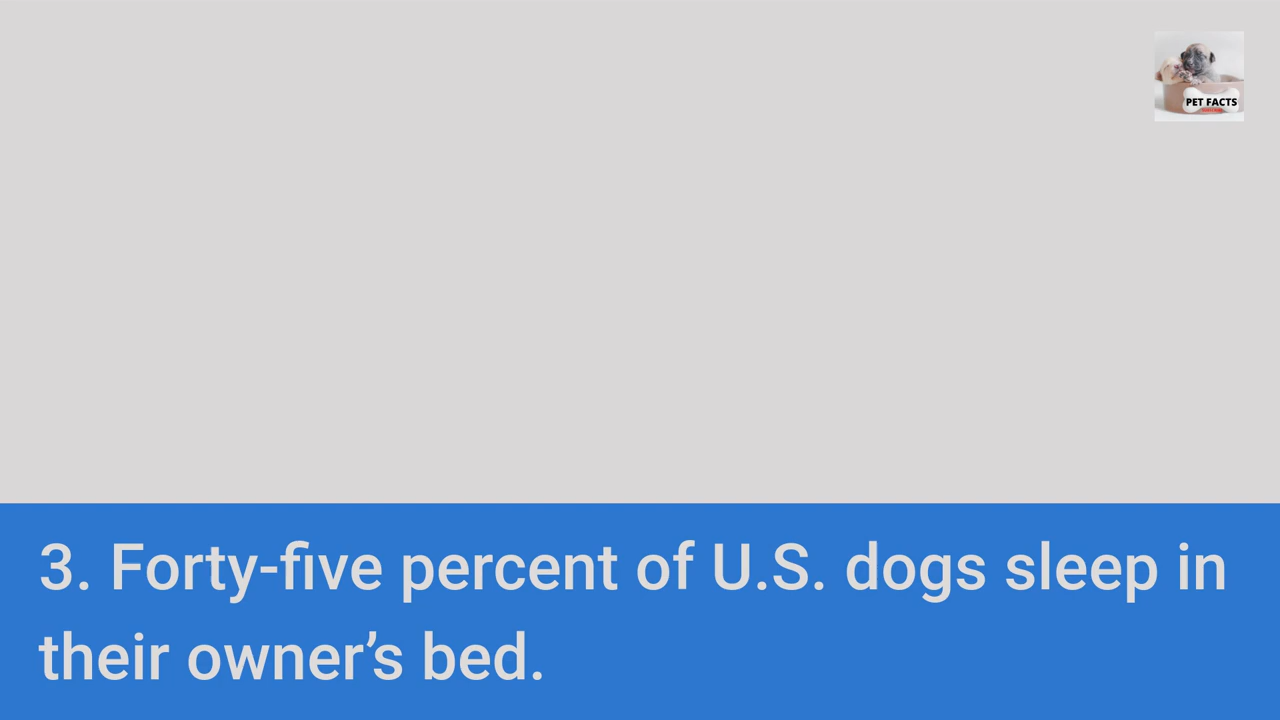 PET FACTS
3. Forty-five percent of U.S. dogs sleep in
their owner’s bed.